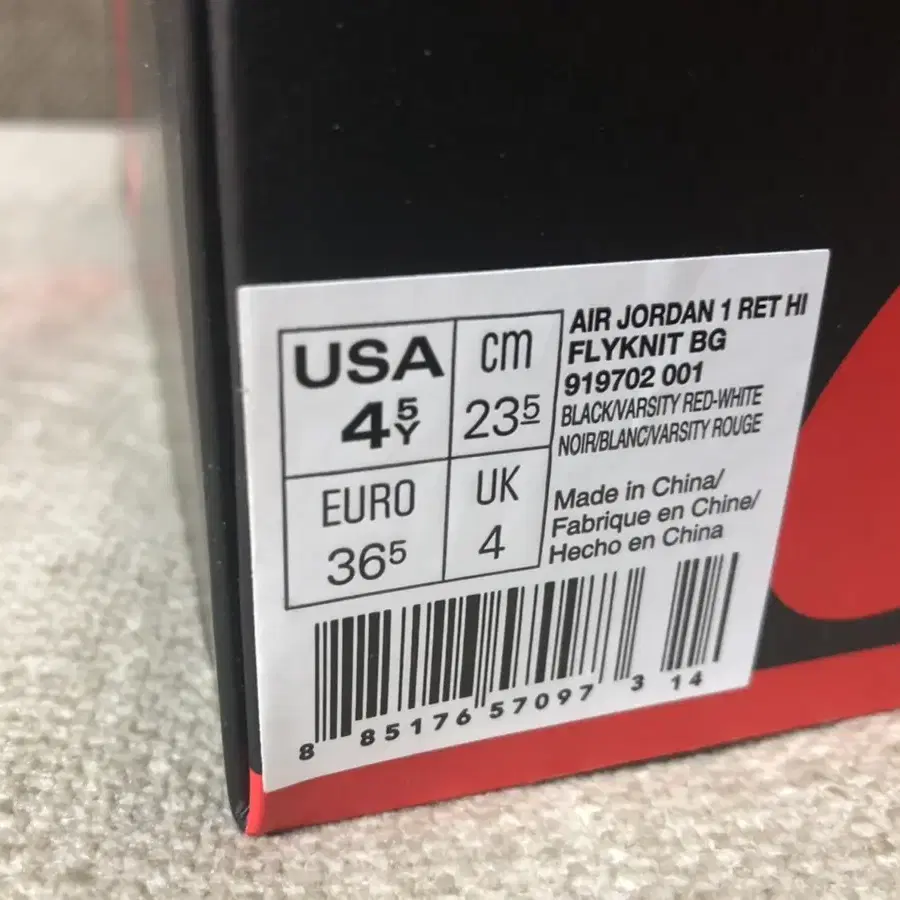 USA
4 5Y
cm
23 5
EURO
36 5
UK
4
AIR JORDAN 1 RET HI
FLYKNIT BG
919702 001
BLACK/VARSITY RED-WHITE
NOIR/BLANC/VARSITY ROUGE
Made in China/
Fabrique en Chine/
Hecho en China
8 85176 57097 3 14